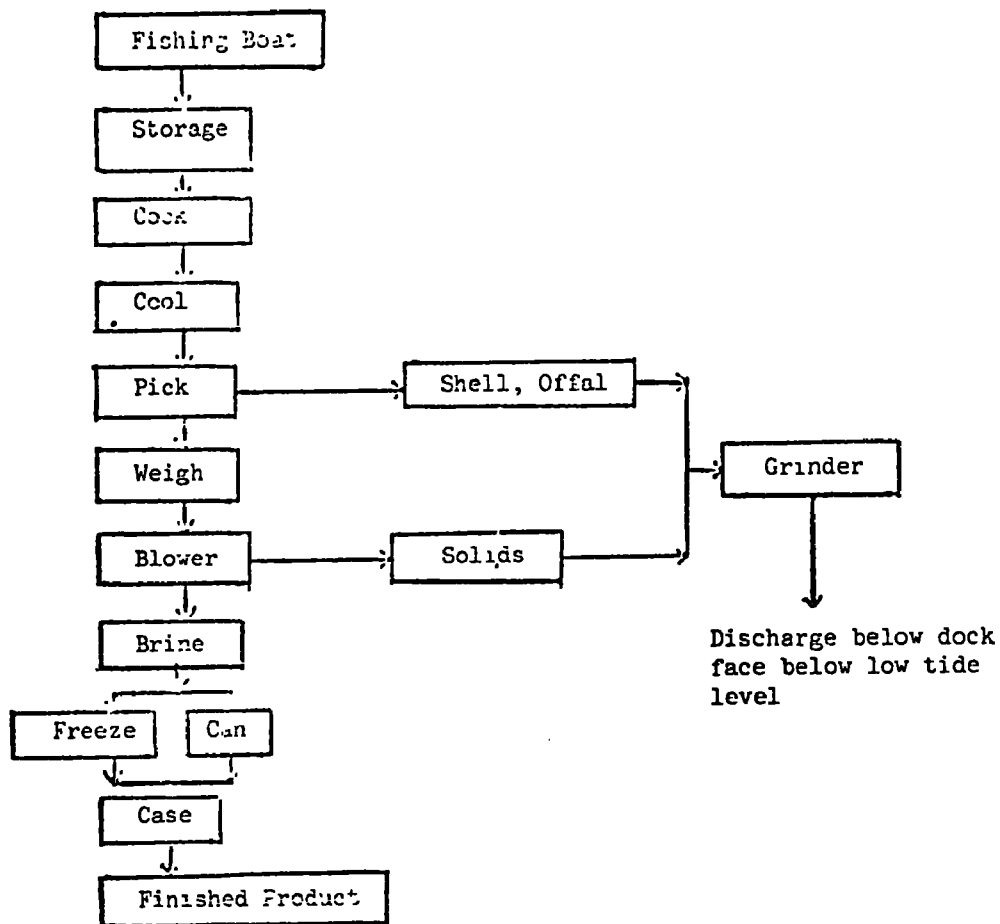 Fishing Boat
Storage
Cook
Cool
Pick
Shell, Offal
Weigh
Grinder
Blower
Solids
Brine
Discharge below dock
face below low tide
level
Freeze
Can
Case
Finished Product